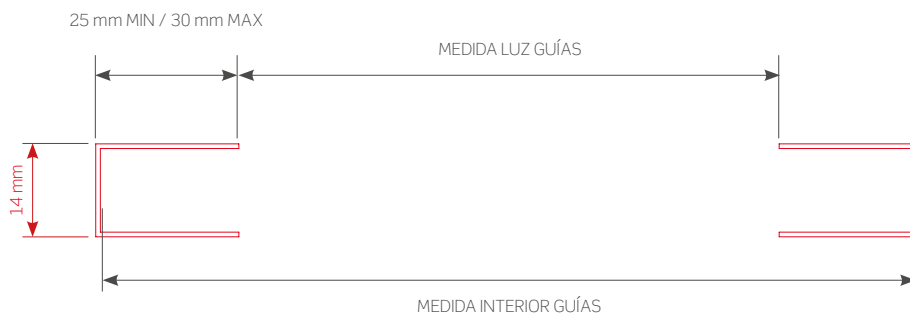 25 mm MIN / 30 mm MAX
MEDIDA LUZ GUÍAS
14 mm
MEDIDA INTERIOR GUÍAS